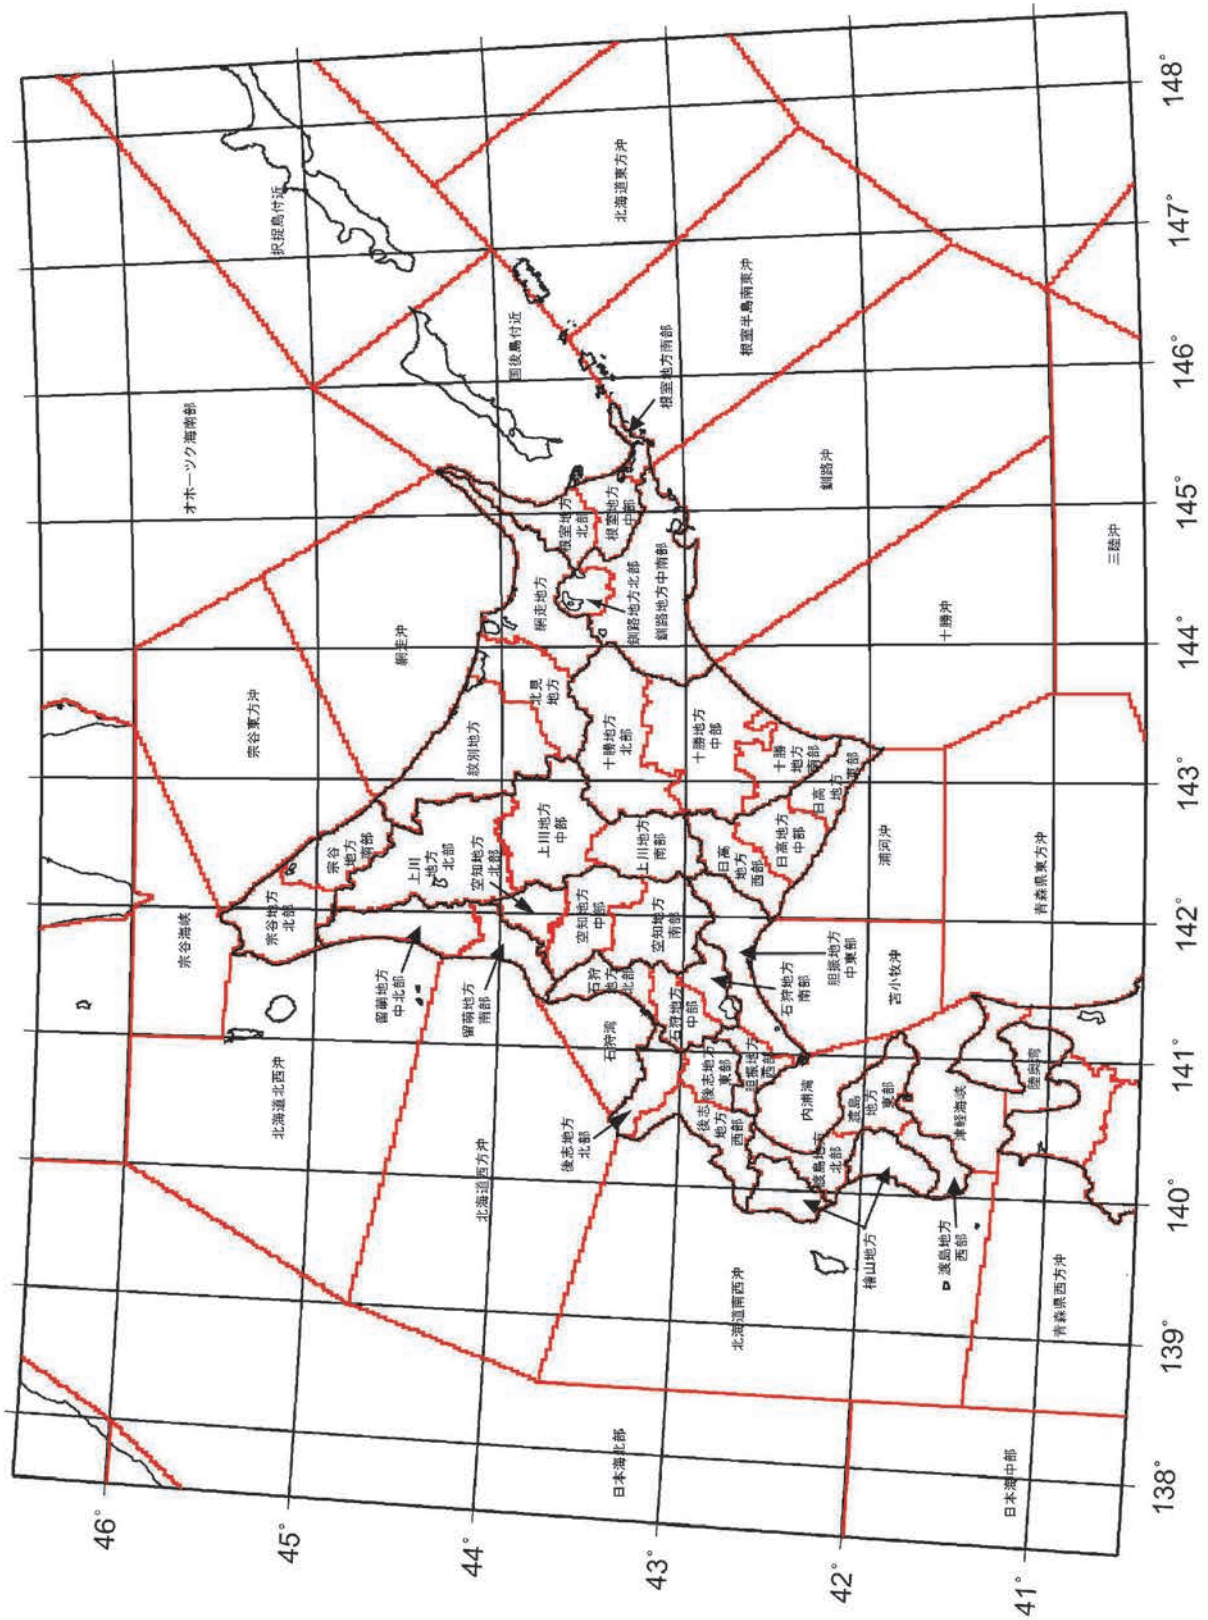 46°
45°
44°
43°
42°
41°
138°
139°
140°
141°
142°
143°
144°
145°
146°
147°
148°
オホーツク海南部
択捉島付近
国後島付近
北海道東方沖
根室半島南東沖
根室地方南部
釧路沖
十勝沖
三陸沖
網走沖
宗谷東方沖
宗谷海峡
宗谷地方
北部
宗谷
地方
南部
紋別地方
北見
地方
網走地方
根室地方
北部
根室地方
中部
釧路地方北部
釧路地方中南部
十勝地方
北部
十勝地方
中部
十勝
地方
南部
上川
地方
北部
上川地方
中部
上川地方
南部
空知地方
北部
空知地方
中部
空知地方
南部
日高
地方
西部
日高地方
中部
日高
地方
東部
浦河沖
苫小牧沖
青森県東方沖
留萌地方
中北部
留萌地方
南部
石狩
地方
北部
石狩地方
中部
石狩地方
南部
胆振地方
中東部
胆振地方
西部
石狩湾
後志地方
北部
後志地方
東部
後志
地方
西部
内浦湾
渡島
地方
東部
渡島地方
北部
渡島地方
西部
檜山地方
津軽海峡
陸奥湾
北海道北西沖
北海道西方沖
北海道南西沖
青森県西方沖
日本海北部
日本海中部